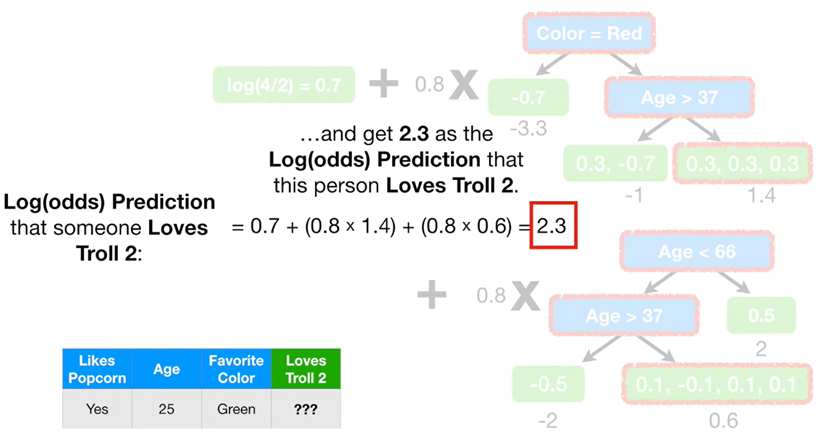 Color = Red
log(4/2) = 0.7 + 0.8 X
-0.7
Age > 37
-3.3
…and get 2.3 as the
Log(odds) Prediction that
this person Loves Troll 2.
0.3, -0.7
0.3, 0.3, 0.3
-1
1.4
Log(odds) Prediction
that someone Loves
Troll 2:
= 0.7 + (0.8 × 1.4) + (0.8 × 0.6) = 2.3
Age < 66
+ 0.8 X
Age > 37
0.5
2
-0.5
0.1, -0.1, 0.1, 0.1
-2
0.6
Likes Popcorn Age Favorite Color Loves Troll 2
Yes 25 Green ???